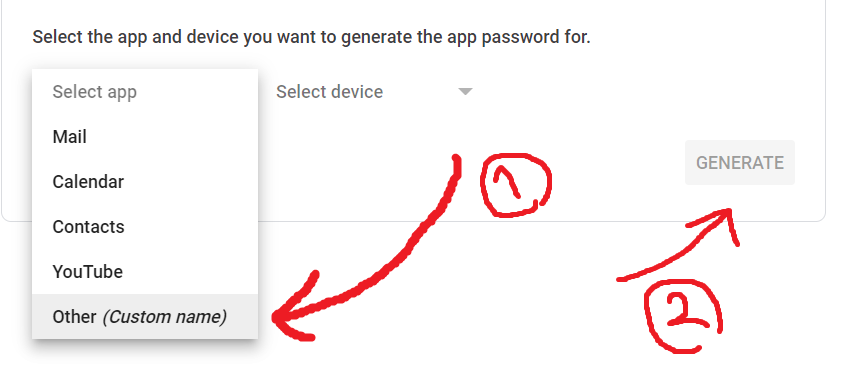 Select the app and device you want to generate the app password for.
Select app
Select device
Mail
Calendar
Contacts
YouTube
Other (Custom name)
GENERATE
1
2